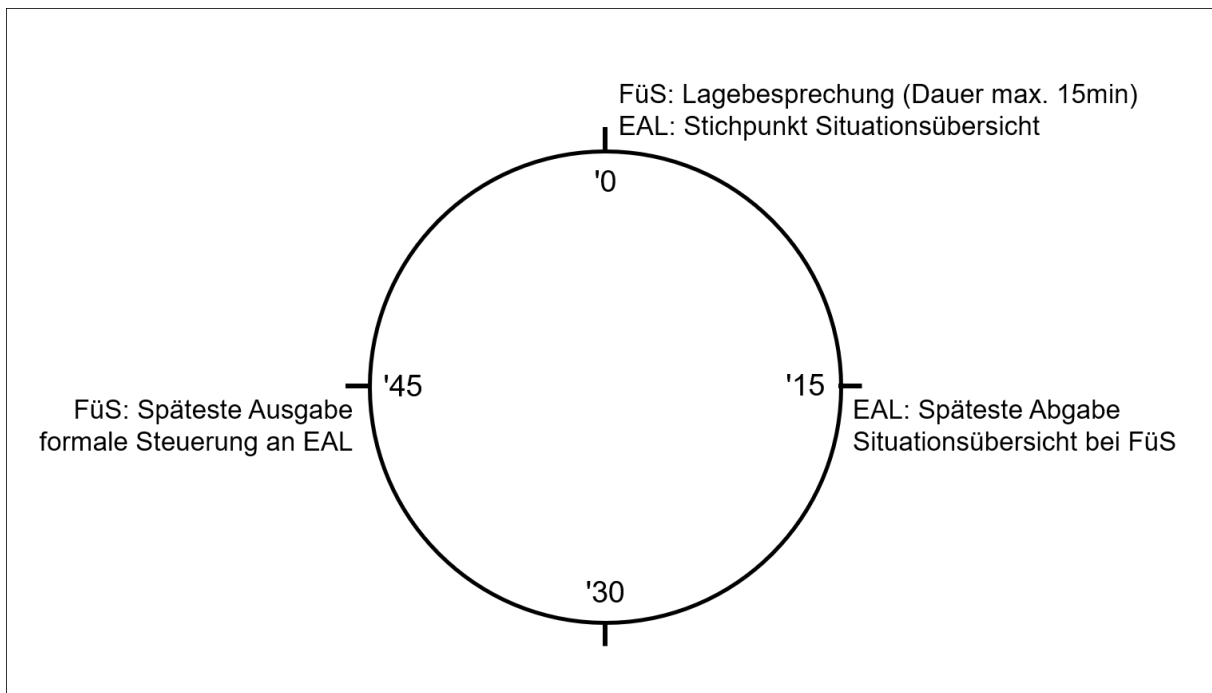 FüS: Lagebesprechung (Dauer max. 15min)
EAL: Stichpunkt Situationsübersicht
'0
'45
'15
FüS: Späteste Ausgabe
formale Steuerung an EAL
EAL: Späteste Abgabe
Situationsübersicht bei FüS
'30